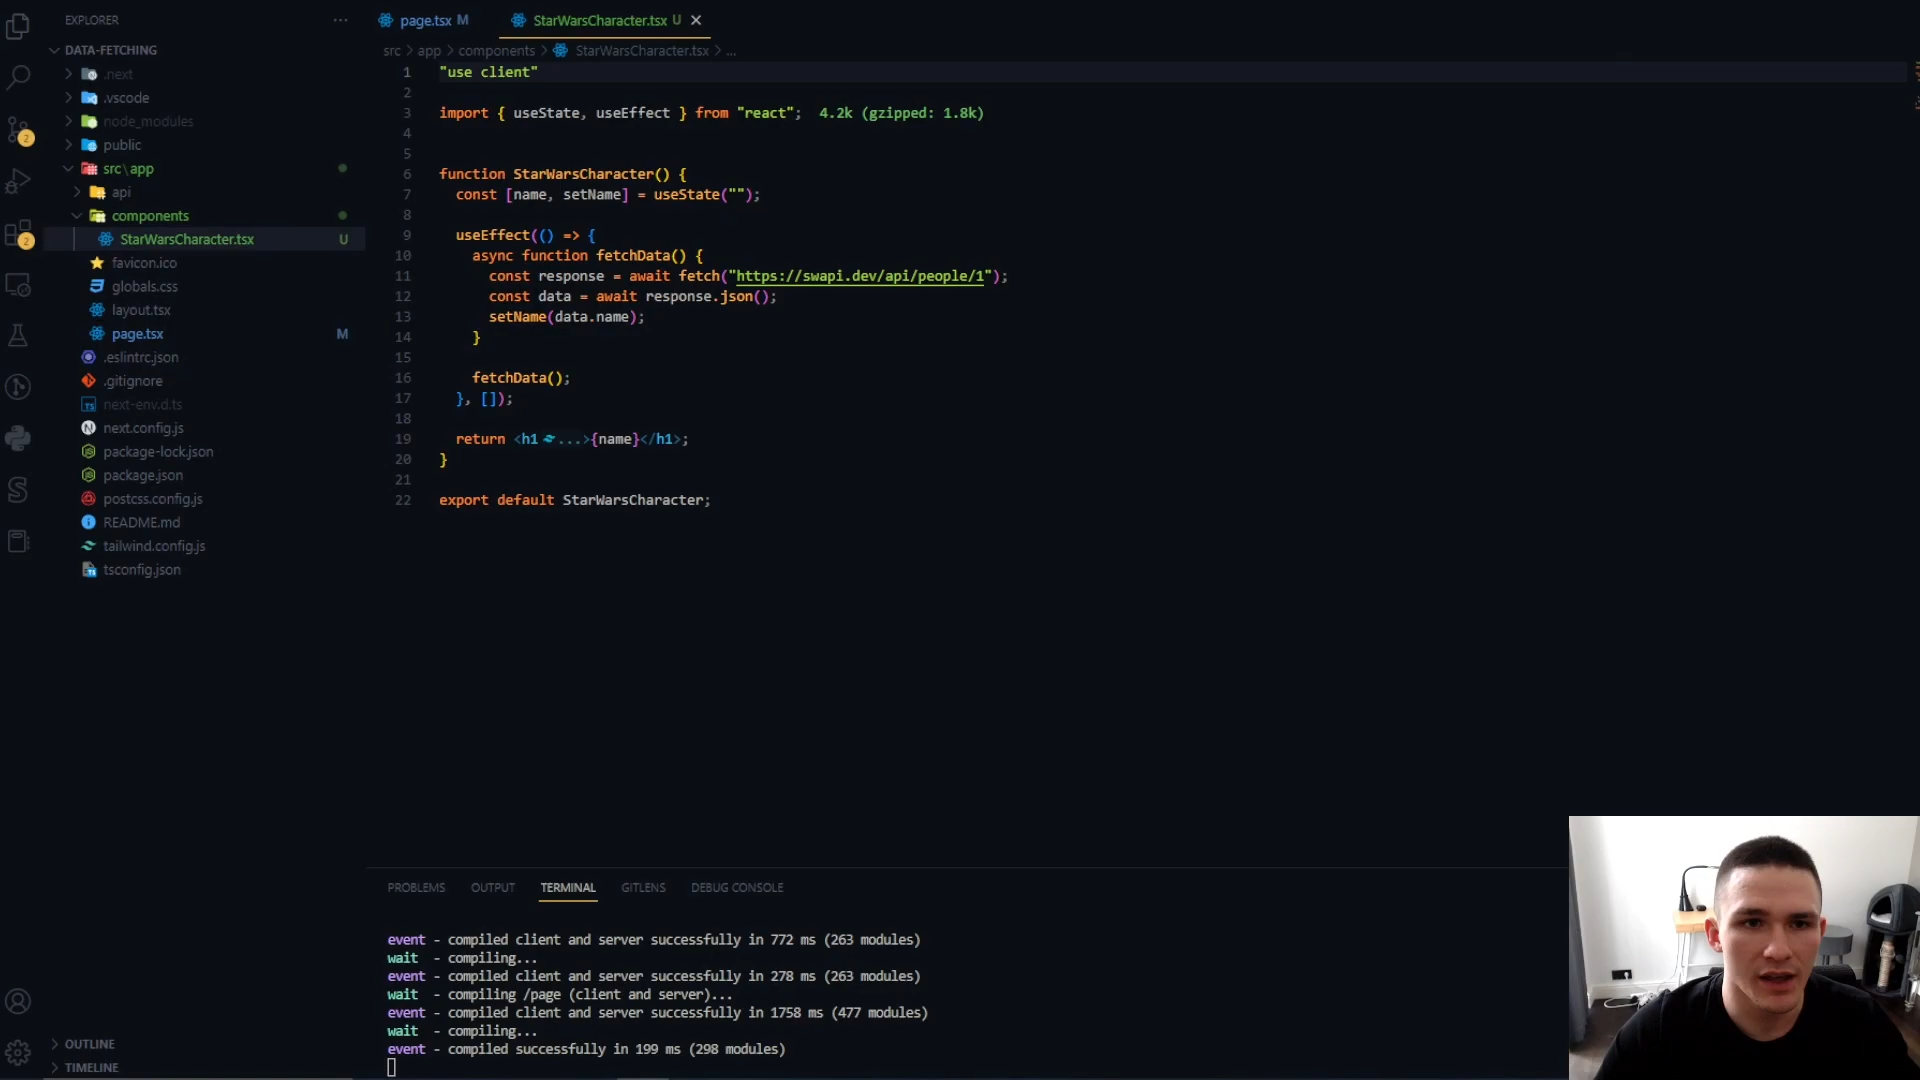 EXPLORER
DATA-FETCHING
.next
.vscode
node_modules
public
src\app
api
components
StarWarsCharacter.tsx U
favicon.ico
globals.css
layout.tsx
page.tsx M
.eslintrc.json
.gitignore
next-env.d.ts
next.config.js
package-lock.json
package.json
postcss.config.js
README.md
tailwind.config.js
tsconfig.json
OUTLINE
TIMELINE
2
2
page.tsx M
StarWarsCharacter.tsx U
src > app > components > StarWarsCharacter.tsx > ...
1 "use client"
2
3 import { useState, useEffect } from "react"; 4.2k (gzipped: 1.8k)
4
5
6 function StarWarsCharacter() {
7 const [name, setName] = useState("");
8
9 useEffect(() => {
10 async function fetchData() {
11 const response = await fetch("https://swapi.dev/api/people/1");
12 const data = await response.json();
13 setName(data.name);
14 }
15
16 fetchData();
17 }, []);
18
19 return <h1 ...>{name}</h1>;
20 }
21
22 export default StarWarsCharacter;
PROBLEMS OUTPUT TERMINAL GITLENS DEBUG CONSOLE
event - compiled client and server successfully in 772 ms (263 modules)
wait - compiling...
event - compiled client and server successfully in 278 ms (263 modules)
wait - compiling /page (client and server)...
event - compiled client and server successfully in 1758 ms (477 modules)
wait - compiling...
event - compiled successfully in 199 ms (298 modules)